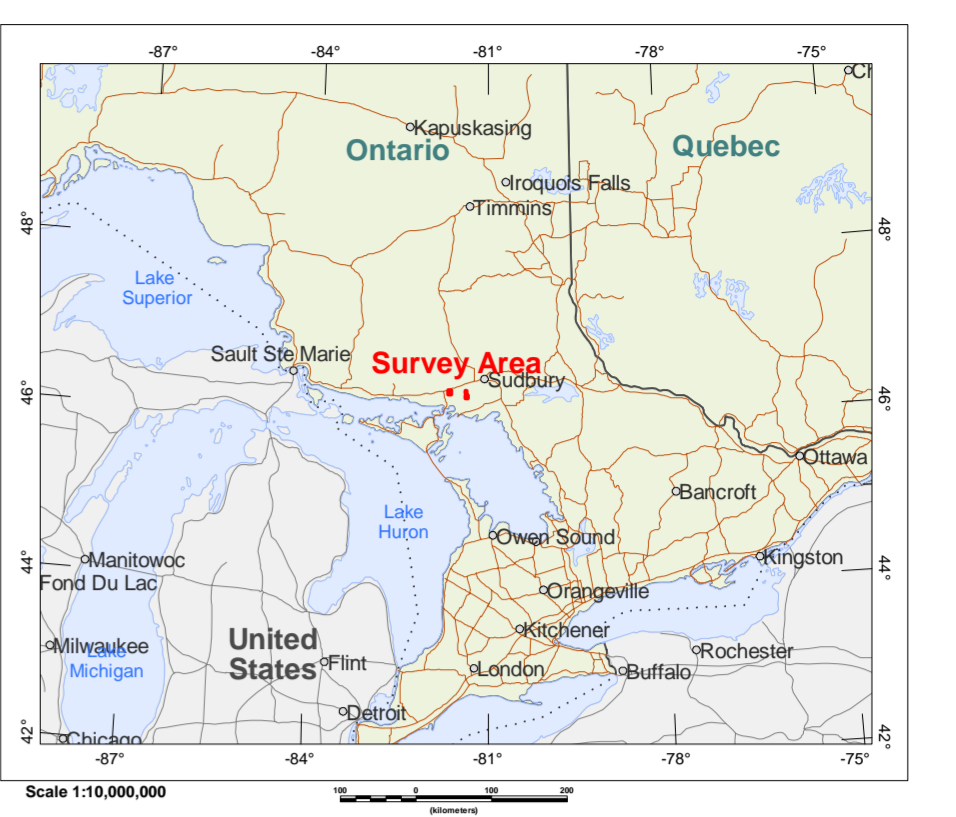 -87° -84° -81° -78° -75°
Ch
Kapuskasing
Ontario
Quebec
Iroquois Falls
Timmins
48°
48°
Lake
Superior
Sault Ste Marie
Survey Area
Sudbury
46°
46°
Ottawa
Bancroft
Lake
Huron
Owen Sound
44°
44°
Manitowoc
Kingston
Fond Du Lac
Orangeville
Kitchener
United
States
Milwaukee
Lake
Michigan
Rochester
Flint
London
Buffalo
Detroit
42°
42°
Chicago
-87° -84° -81° -78° -75°
Scale 1:10,000,000
100 0 100 200
(kilometers)